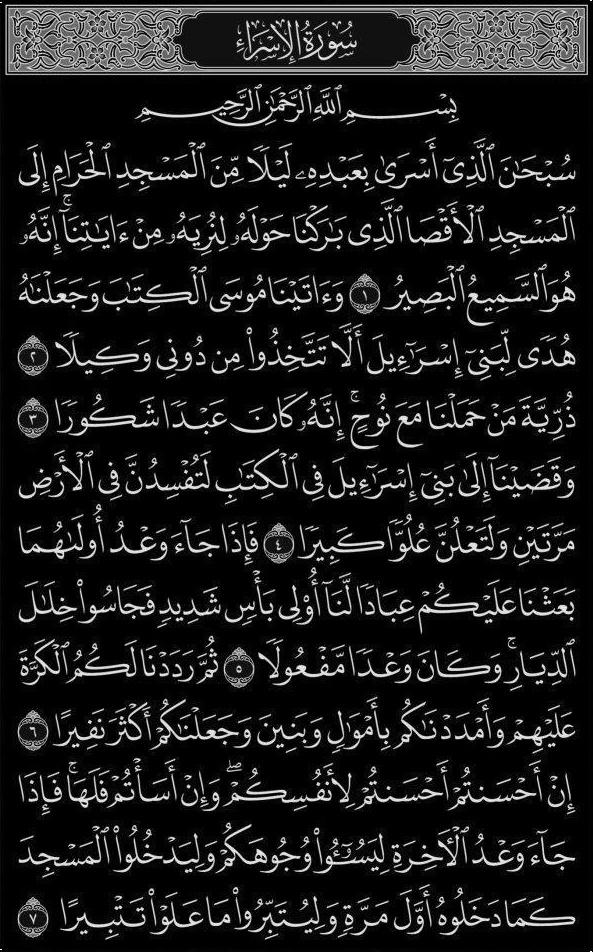 سُورَةُ الإِسْرَاءِ
بِسْمِ ٱللَّهِ ٱلرَّحْمَٰنِ ٱلرَّحِيمِ
سُبْحَٰنَ ٱلَّذِىٓ أَسْرَىٰ بِعَبْدِهِۦ لَيْلًا مِّنَ ٱلْمَسْجِدِ ٱلْحَرَامِ إِلَى
ٱلْمَسْجِدِ ٱلْأَقْصَا ٱلَّذِى بَٰرَكْنَا حَوْلَهُۥ لِنُرِيَهُۥ مِنْ ءَايَٰتِنَآ ۚ إِنَّهُۥ
هُوَ ٱلسَّمِيعُ ٱلْبَصِيرُ ١ وَءَاتَيْنَا مُوسَى ٱلْكِتَٰبَ وَجَعَلْنَٰهُ
هُدًى لِّبَنِىٓ إِسْرَٰٓءِيلَ أَلَّا تَتَّخِذُوا۟ مِن دُونِى وَكِيلًا ٢
ذُرِّيَّةَ مَنْ حَمَلْنَا مَعَ نُوحٍ ۚ إِنَّهُۥ كَانَ عَبْدًا شَكُورًا ٣
وَقَضَيْنَآ إِلَىٰ بَنِىٓ إِسْرَٰٓءِيلَ فِى ٱلْكِتَٰبِ لَتُفْسِدُنَّ فِى ٱلْأَرْضِ
مَرَّتَيْنِ وَلَتَعْلُنَّ عُلُوًّا كَبِيرًا ٤ فَإِذَا جَآءَ وَعْدُ أُولَىٰهُمَا
بَعَثْنَا عَلَيْكُمْ عِبَادًا لَّنَآ أُو۟لِى بَأْسٍ شَدِيدٍ فَجَاسُوا۟ خِلَٰلَ
ٱلدِّيَارِ ۚ وَكَانَ وَعْدًا مَّفْعُولًا ٥ ثُمَّ رَدَدْنَا لَكُمُ ٱلْكَرَّةَ
عَلَيْهِمْ وَأَمْدَدْنَٰكُم بِأَمْوَٰلٍ وَبَنِينَ وَجَعَلْنَٰكُمْ أَكْثَرَ نَفِيرًا ٦
إِنْ أَحْسَنتُمْ أَحْسَنتُمْ لِأَنفُسِكُمْ ۖ وَإِنْ أَسَأْتُمْ فَلَهَا ۚ فَإِذَا
جَآءَ وَعْدُ ٱلْءَاخِرَةِ لِيَسُۥٓـُٔوا۟ وُجُوهَكُمْ وَلِيَدْخُلُوا۟ ٱلْمَسْجِدَ
كَمَا دَخَلُوهُ أَوَّلَ مَرَّةٍ وَلِيُتَبِّرُوا۟ مَا عَلَوْا۟ تَتْبِيرًا ٧